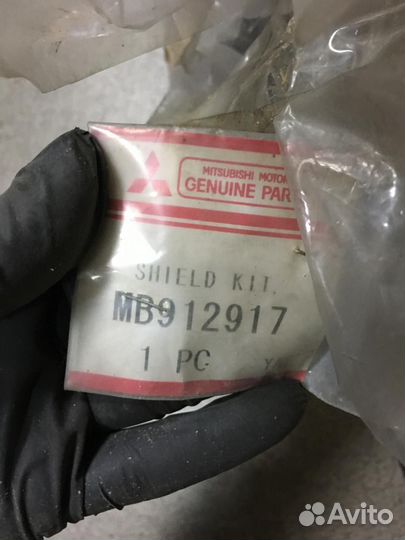 MITSUBISHI MOTOR
GENUINE PAR
SHIELD KIT.
MB912917
1 PC
Avito